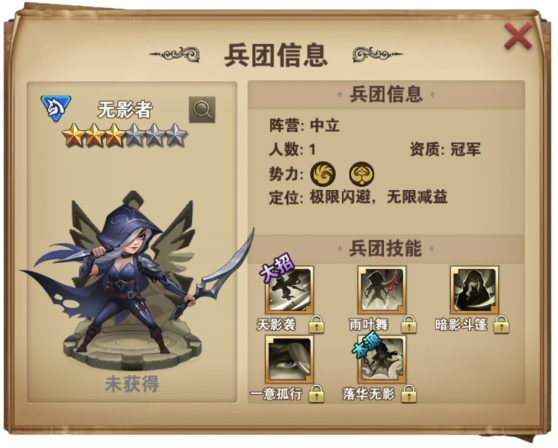 兵团信息
无影者
未获得
兵团信息
阵营: 中立
人数: 1
资质: 冠军
势力:
定位: 极限闪避，无限减益
兵团技能
大招
天影袭
雨叶舞
暗影斗篷
一意孤行
本源
落华无影